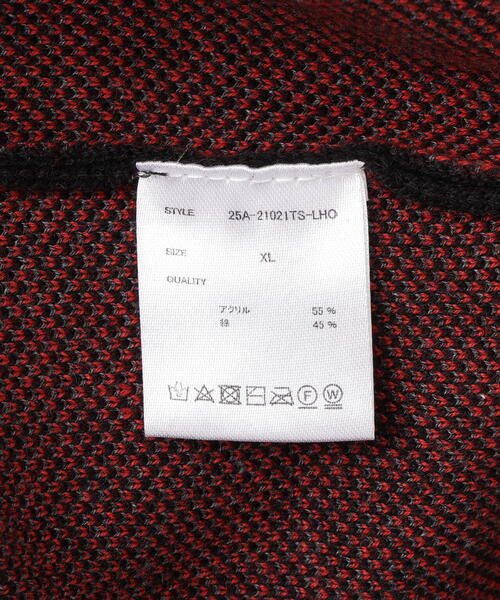 STYLE 25A-21021TS-LHO
SIZE XL
QUALITY
アクリル 55 %
綿 45 %
F W